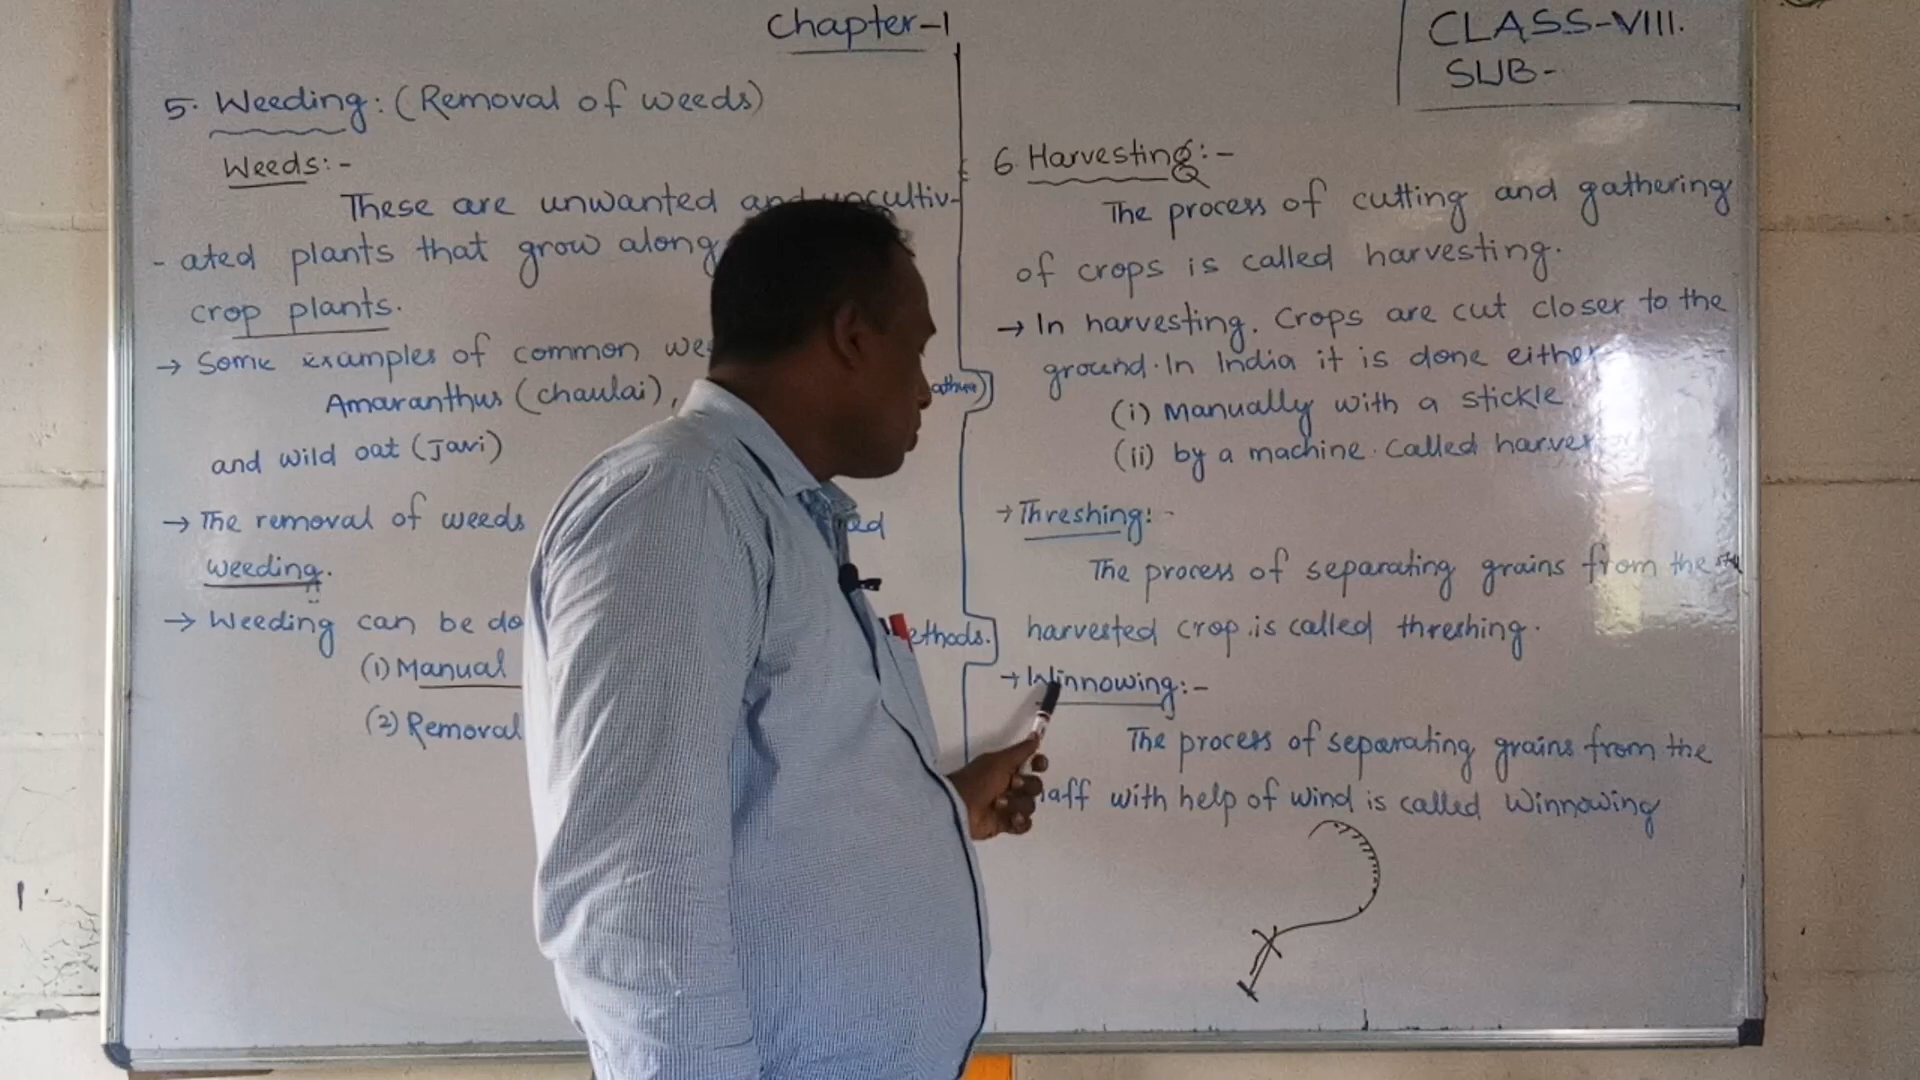 Chapter-1
CLASS-VIII.
SUB-
5. Weeding: (Removal of weeds)
Weeds:-
These are unwanted and uncultiv-
- ated plants that grow along
crop plants.
→ Some examples of common
Amaranthus (chaulai),
and wild oat (Javi)
→ The removal of weeds
weeding.
→ Weeding can be
(1) Manual
(2) Removal
6. Harvesting:-
The process of cutting and gathering
of crops is called harvesting.
→ In harvesting. Crops are cut closer to the
ground. In India it is done either
(i) Manually with a stickle
(ii) by a machine. Called
→ Threshing:-
The process of separating grains from the
harvested crop. is called threshing.
→ Winnowing:-
The process of separating grains from the
with help of wind is called Winnowing